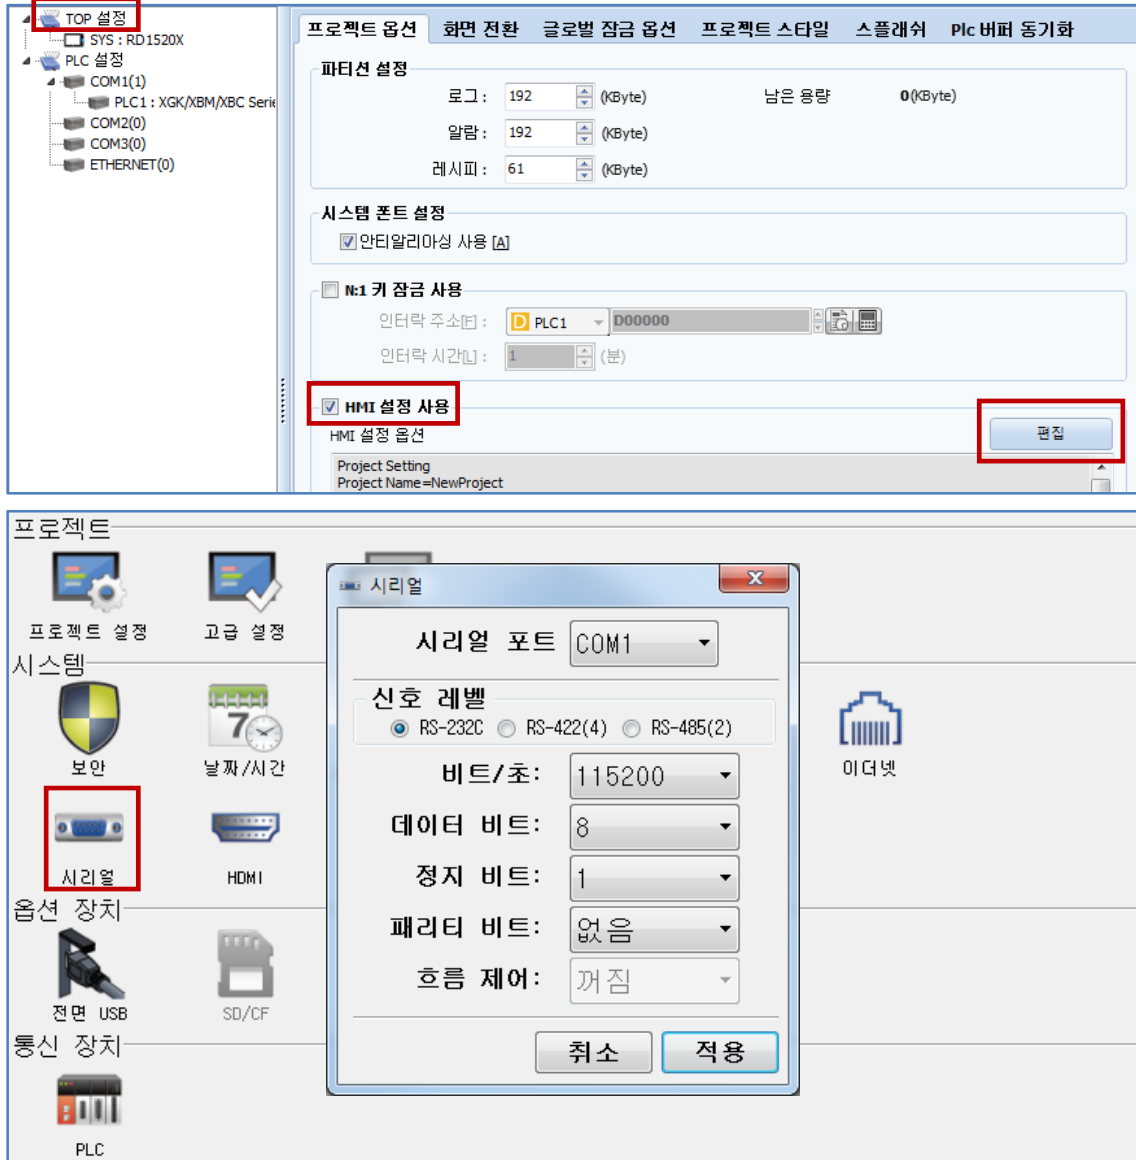 TOP 설정
SYS : RD1520X
PLC 설정
COM1(1)
PLC1 : XGK/XBM/XBC Serie
COM2(0)
COM3(0)
ETHERNET(0)
프로젝트 옵션 화면 전환 글로벌 잠금 옵션 프로젝트 스타일 스플래쉬 Plc 버퍼 동기화
파티션 설정
로그 : 192 (KByte) 남은 용량 0(KByte)
알람 : 192 (KByte)
레시피 : 61 (KByte)
시스템 폰트 설정
안티알리아싱 사용 [A]
N:1 키 잠금 사용
인터락 주소[F] : D PLC1 D00000
인터락 시간[L] : 1 (분)
HMI 설정 사용
HMI 설정 옵션 편집
Project Setting
Project Name=NewProject
프로젝트
프로젝트 설정 고급 설정
시스템
보안 날짜/시간 이더넷
시리얼 HDMI
옵션 장치
전면 USB SD/CF
통신 장치
PLC
시리얼
시리얼 포트 COM1
신호 레벨
RS-232C RS-422(4) RS-485(2)
비트/초: 115200
데이터 비트: 8
정지 비트: 1
패리티 비트: 없음
흐름 제어: 꺼짐
취소 적용